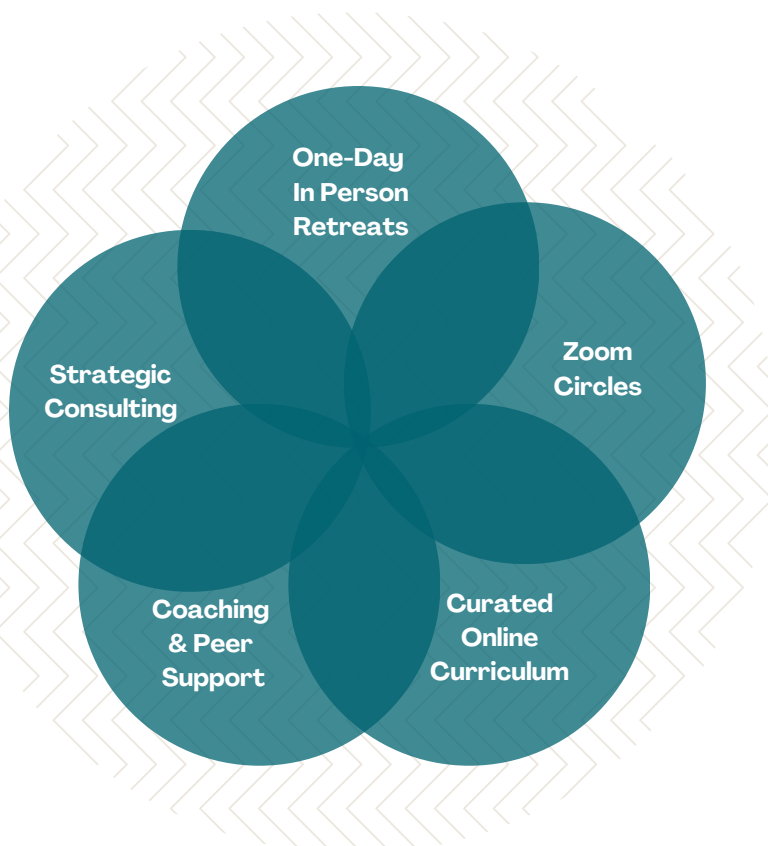 One-Day
In Person
Retreats
Zoom
Circles
Strategic
Consulting
Coaching
& Peer
Support
Curated
Online
Curriculum